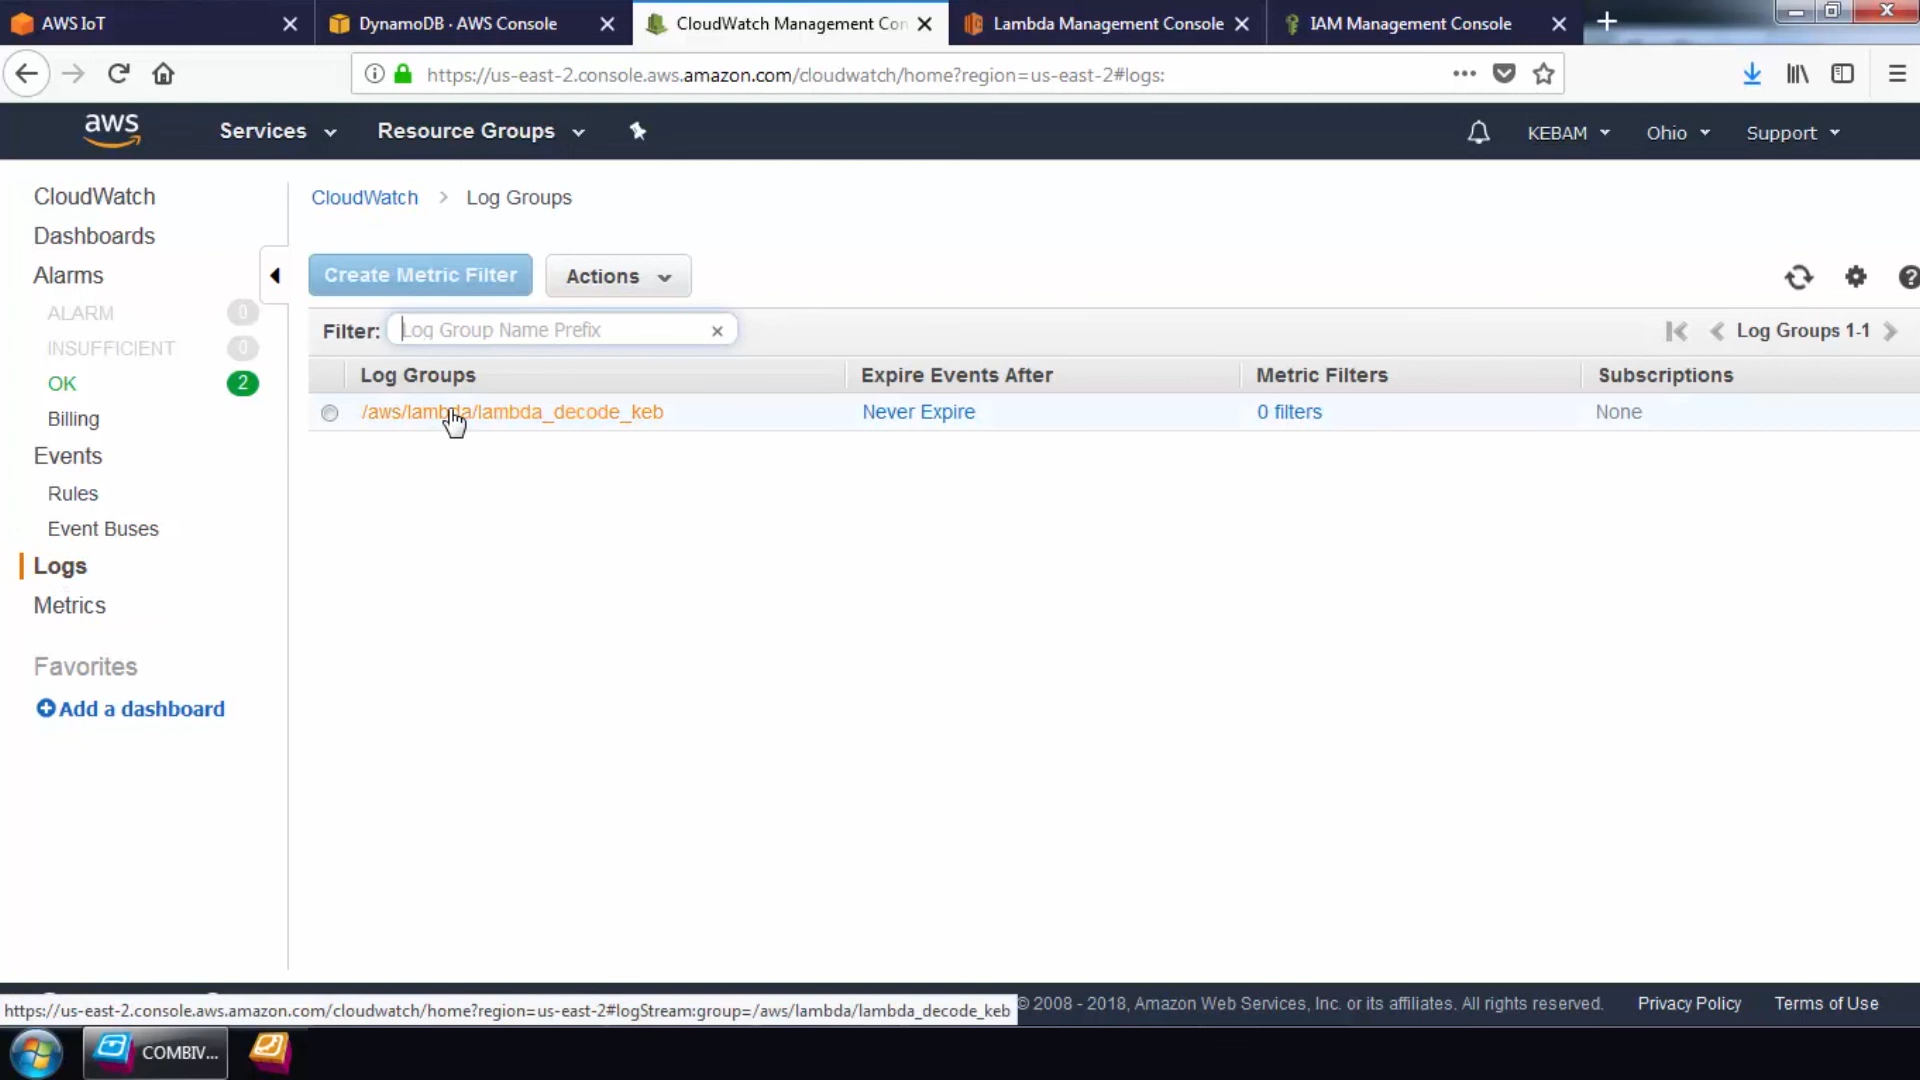 AWS IoT
DynamoDB · AWS Console
CloudWatch Management Con
Lambda Management Console
IAM Management Console
https://us-east-2.console.aws.amazon.com/cloudwatch/home?region=us-east-2#logs:
aws
Services
Resource Groups
KEBAM
Ohio
Support
CloudWatch
Dashboards
Alarms
ALARM 0
INSUFFICIENT 0
OK 2
Billing
Events
Rules
Event Buses
Logs
Metrics
Favorites
Add a dashboard
CloudWatch > Log Groups
Create Metric Filter
Actions
Filter: Log Group Name Prefix
Log Groups 1-1
Log Groups Expire Events After Metric Filters Subscriptions
/aws/lambda/lambda_decode_keb Never Expire 0 filters None
https://us-east-2.console.aws.amazon.com/cloudwatch/home?region=us-east-2#logStream:group=/aws/lambda/lambda_decode_keb
© 2008 - 2018, Amazon Web Services, Inc. or its affiliates. All rights reserved. Privacy Policy Terms of Use
COMBIV...